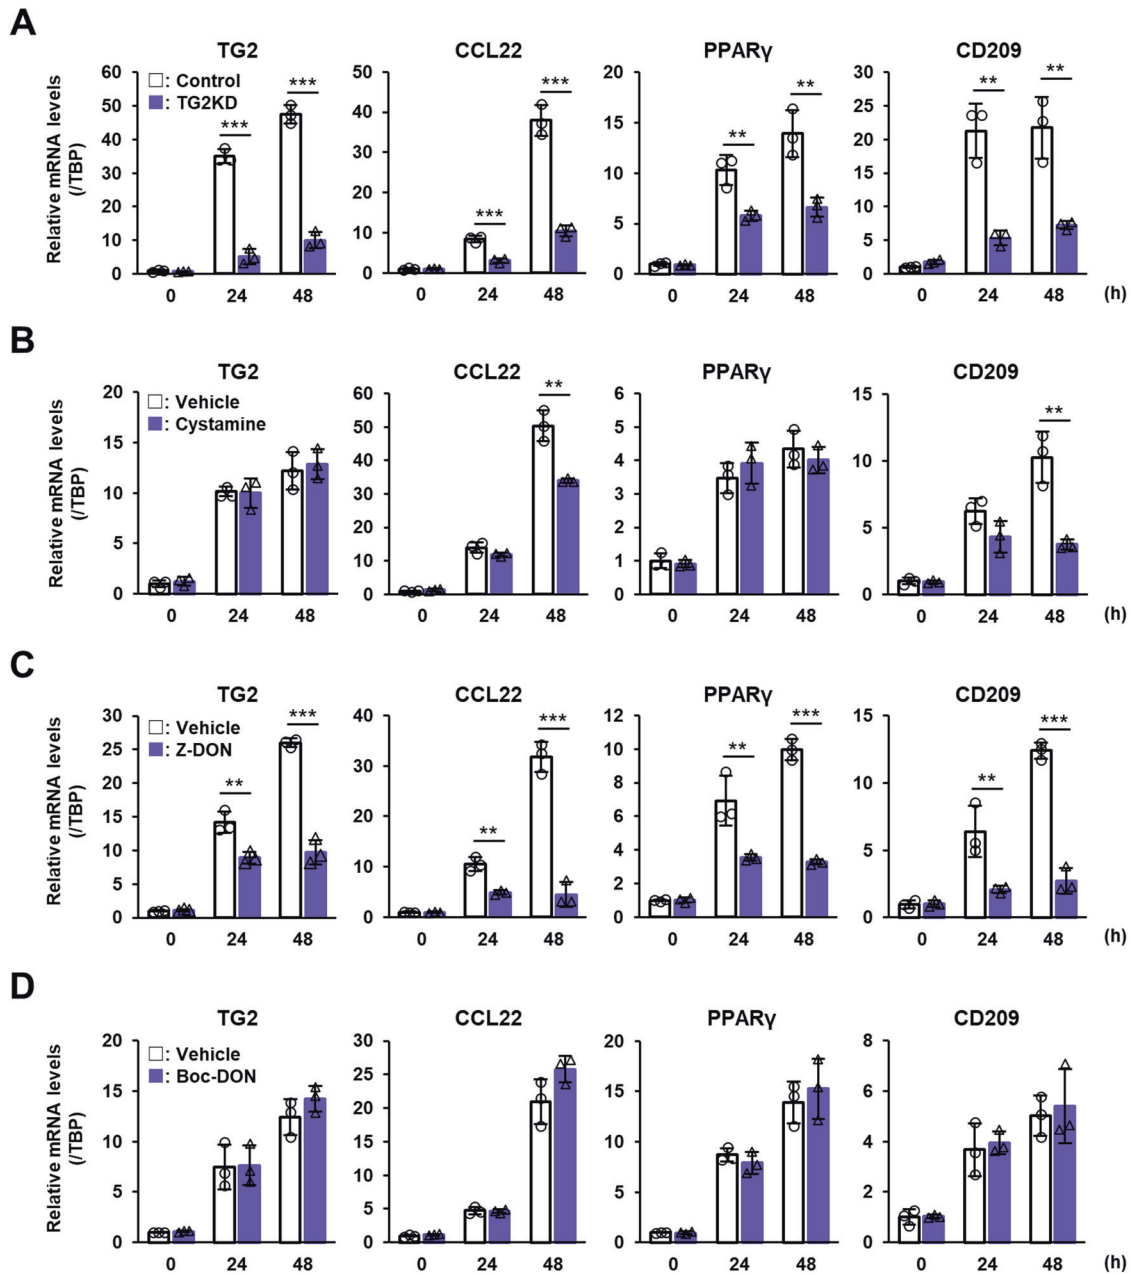 A
TG2 CCL22 PPARγ CD209
Relative mRNA levels
(/TBP)
60 50 40 30 20 10 0
□: Control
■: TG2KD
*** ***
0 24 48
50 40 30 20 10 0
*** ***
0 24 48
20 15 10 5 0
** **
0 24 48
30 25 20 15 10 5 0
** **
0 24 48 (h)
B
TG2 CCL22 PPARγ CD209
Relative mRNA levels
(/TBP)
20 15 10 5 0
□: Vehicle
■: Cystamine
0 24 48
60 50 40 30 20 10 0
**
0 24 48
6 5 4 3 2 1 0
0 24 48
15 10 5 0
**
0 24 48 (h)
C
TG2 CCL22 PPARγ CD209
Relative mRNA levels
(/TBP)
30 25 20 15 10 5 0
□: Vehicle
■: Z-DON
** ***
0 24 48
40 30 20 10 0
** ***
0 24 48
12 10 8 6 4 2 0
** ***
0 24 48
15 10 5 0
** ***
0 24 48 (h)
D
TG2 CCL22 PPARγ CD209
Relative mRNA levels
(/TBP)
20 15 10 5 0
□: Vehicle
■: Boc-DON
0 24 48
30 25 20 15 10 5 0
0 24 48
20 15 10 5 0
0 24 48
8 6 4 2 0
0 24 48 (h)